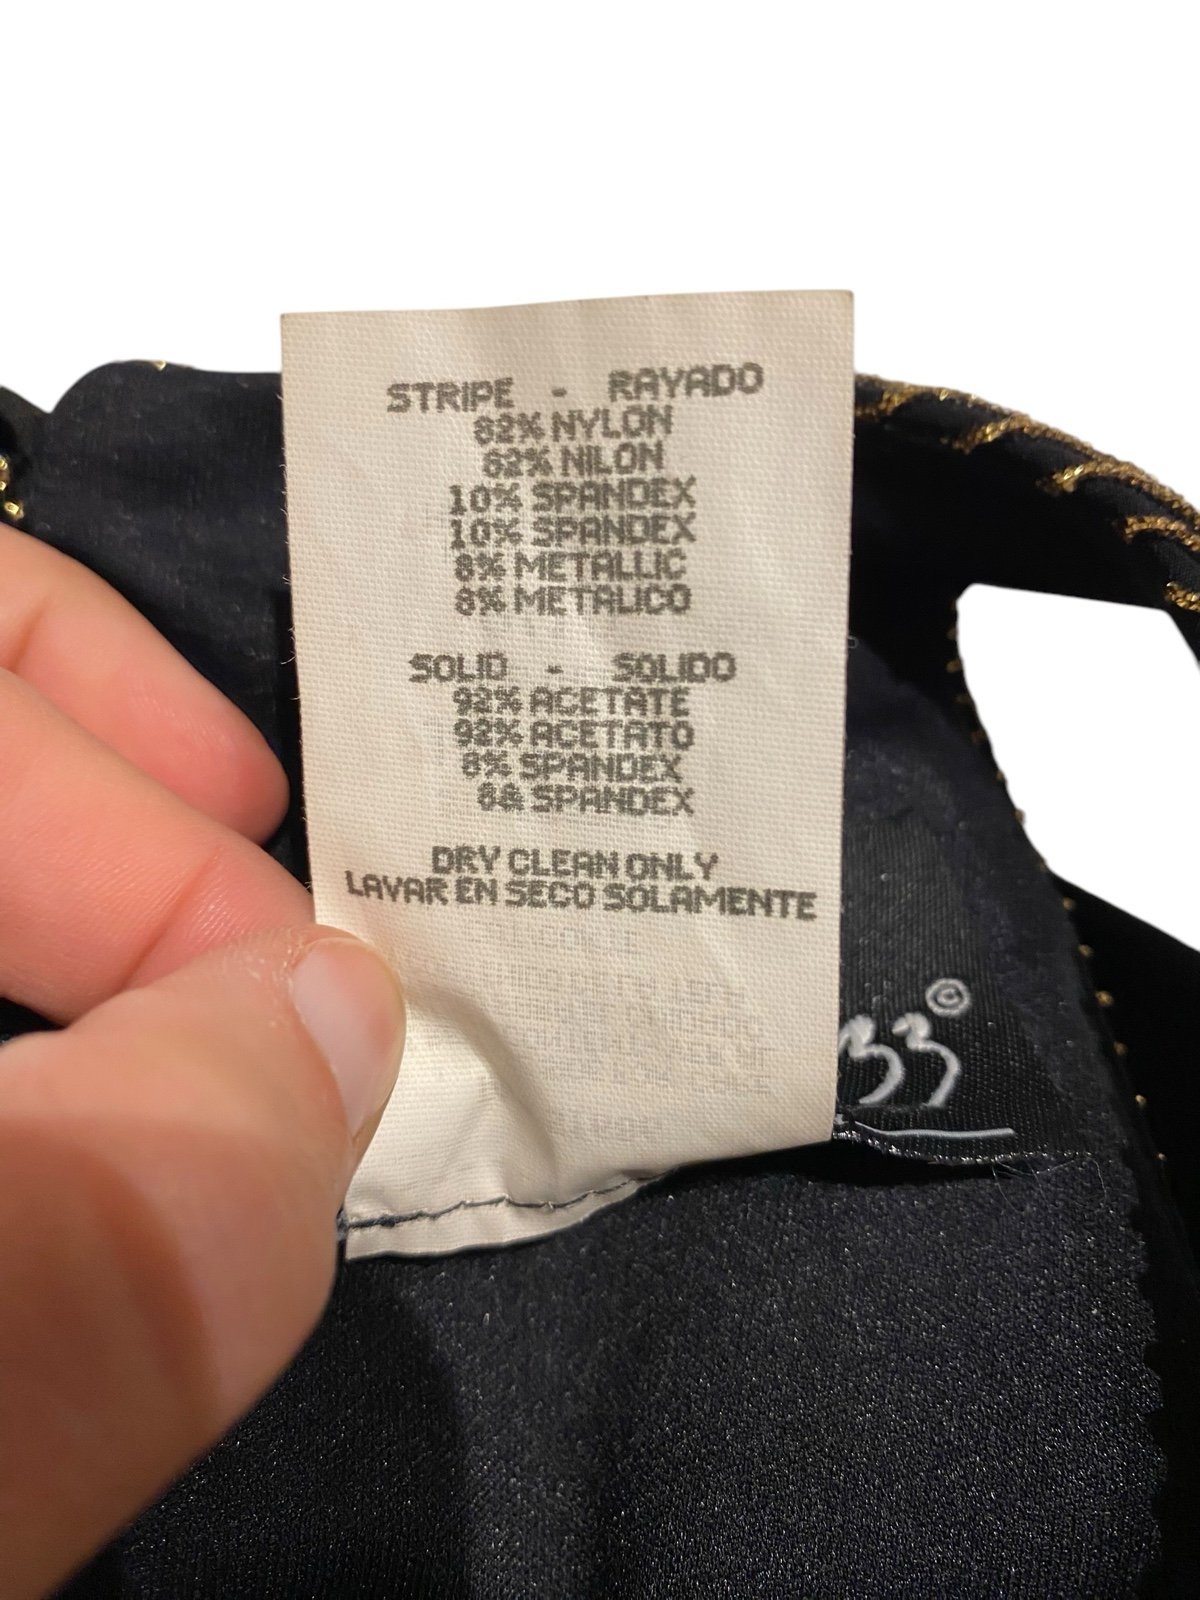 STRIPE - RAYADO
82% NYLON
82% NILON
10% SPANDEX
10% SPANDEX
8% METALLIC
8% METALICO
SOLID - SOLIDO
92% ACETATE
92% ACETATO
8% SPANDEX
8& SPANDEX
DRY CLEAN ONLY
LAVAR EN SECO SOLAMENTE
33©